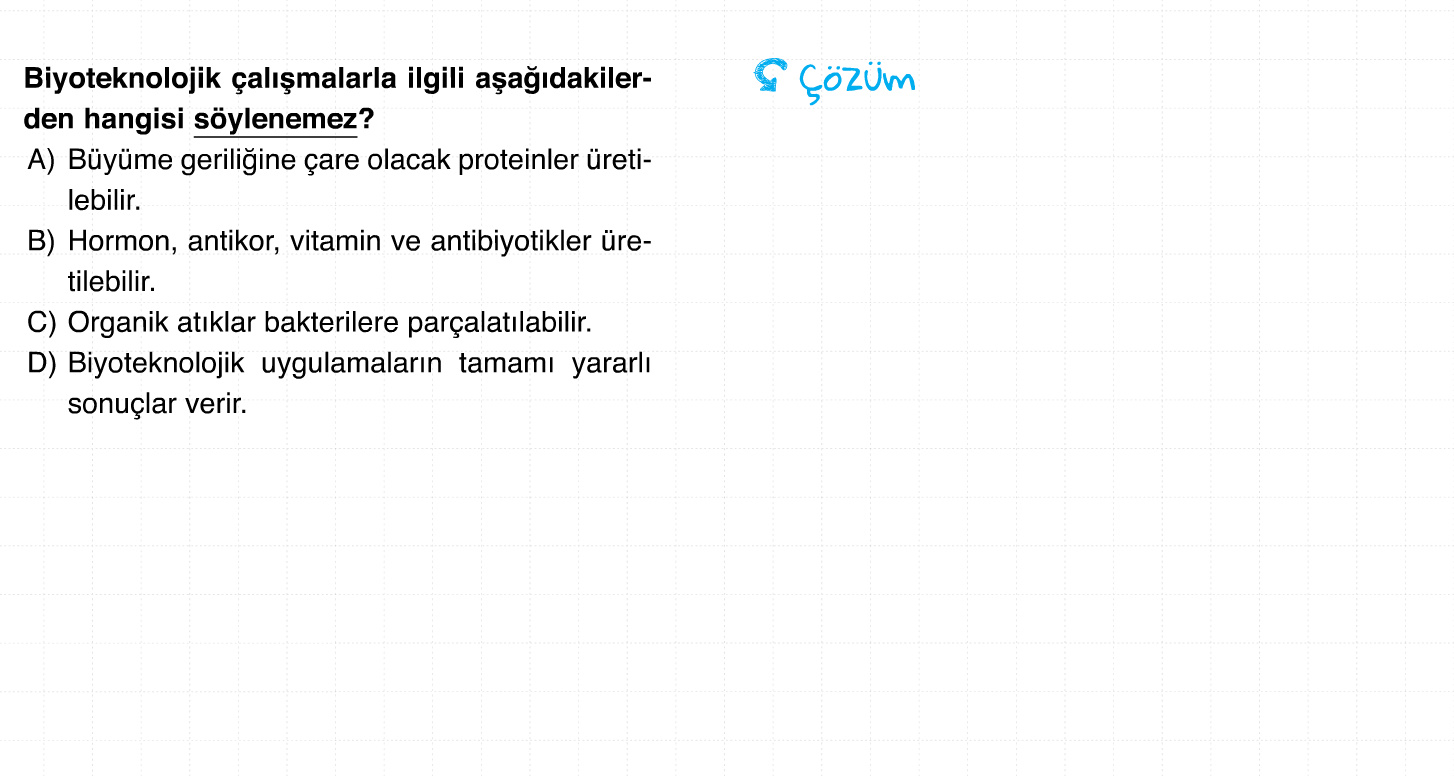 Biyoteknolojik çalışmalarla ilgili aşağıdakiler-
den hangisi söylenemez?
A) Büyüme geriliğine çare olacak proteinler üreti-
lebilir.
B) Hormon, antikor, vitamin ve antibiyotikler üre-
tilebilir.
C) Organik atıklar bakterilere parçalatılabilir.
D) Biyoteknolojik uygulamaların tamamı yararlı
sonuçlar verir.
Çözüm